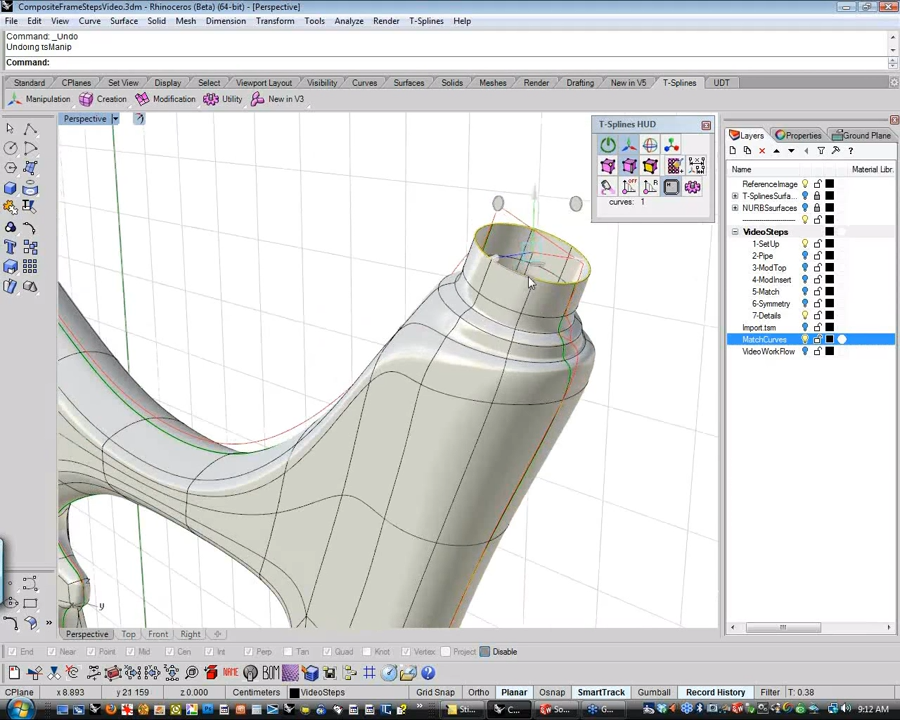 CompositeFrameStepsVideo.3dm - Rhinoceros (Beta) (64-bit) - [Perspective]
File Edit View Curve Surface Solid Mesh Dimension Transform Tools Analyze Render T-Splines Help
Command: _Undo
Undoing tsManip
Command:
Standard CPlanes Set View Display Select Viewport Layout Visibility Curves Surfaces Solids Meshes Render Drafting New in V5 T-Splines UDT
Manipulation Creation Modification Utility New in V3
Perspective
T-Splines HUD
curves: 1
Layers Properties Ground Plane
Name Material Libr.
ReferenceImage
T-SplinesSurfa...
NURBSsurfaces
--------------------
VideoSteps
1-SetUp
2-Pipe
3-ModTop
4-ModInsert
5-Match
6-Symmetry
7-Details
Import.tsm
MatchCurves
VideoWorkFlow
z
y
Perspective Top Front Right
End Near Point Mid Cen Int Perp Tan Quad Knot Vertex Project Disable
NAME BOM
CPlane x 8.893 y 21.159 z 0.000 Centimeters VideoSteps Grid Snap Ortho Planar Osnap SmartTrack Gumball Record History Filter T: 0.38
Start Sti... C... So... G... 9:12 AM